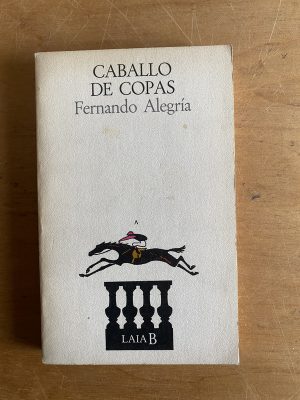 CABALLO
DE COPAS
Fernando Alegría
LAIA B